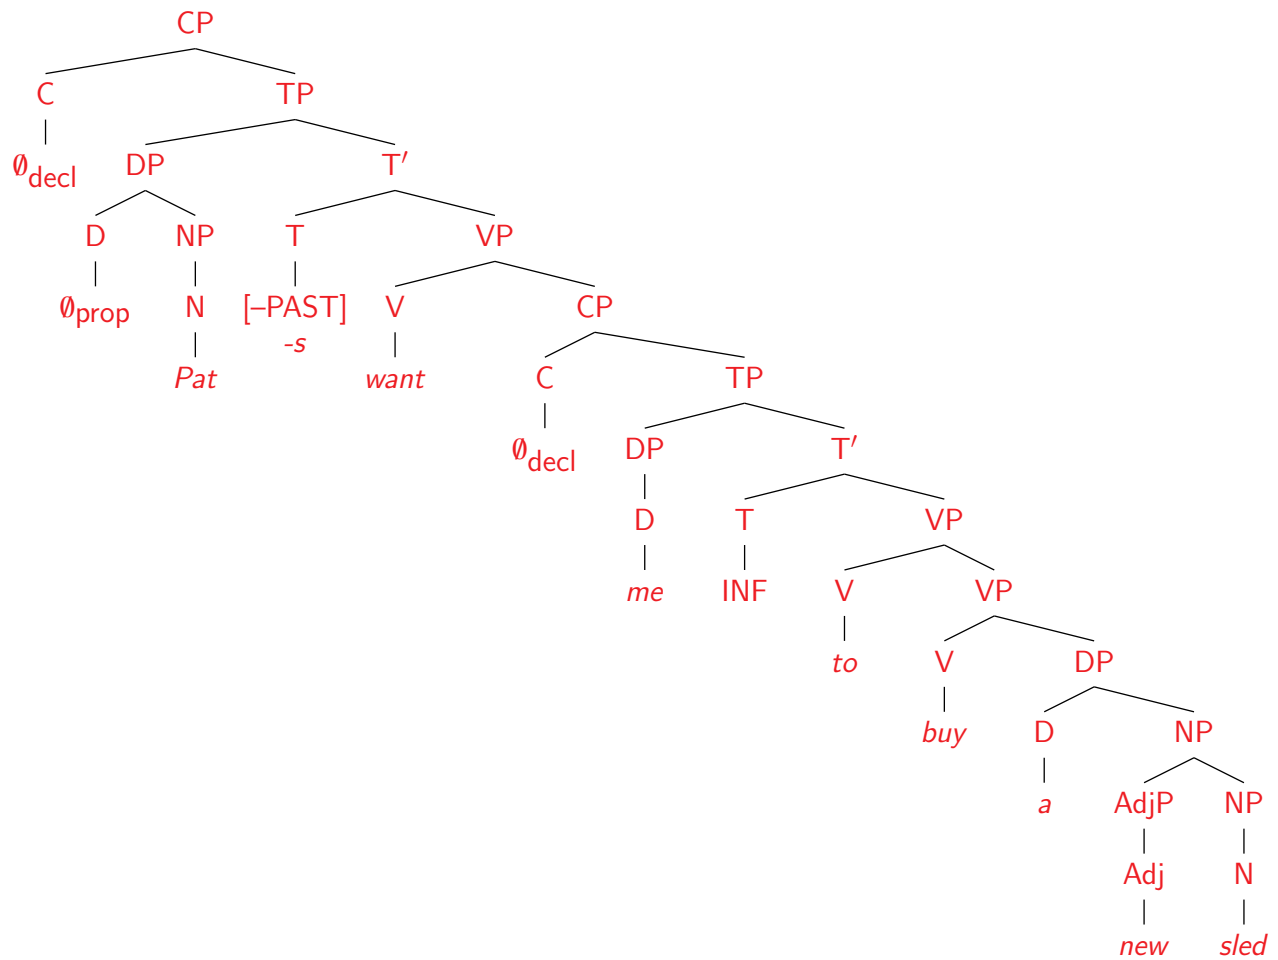 CP
C TP
∅decl DP T′
D NP T VP
∅prop N [–PAST] V CP
-s
Pat want C TP
∅decl DP T′
D T VP
me INF V VP
to V DP
buy D NP
a AdjP NP
Adj N
new sled